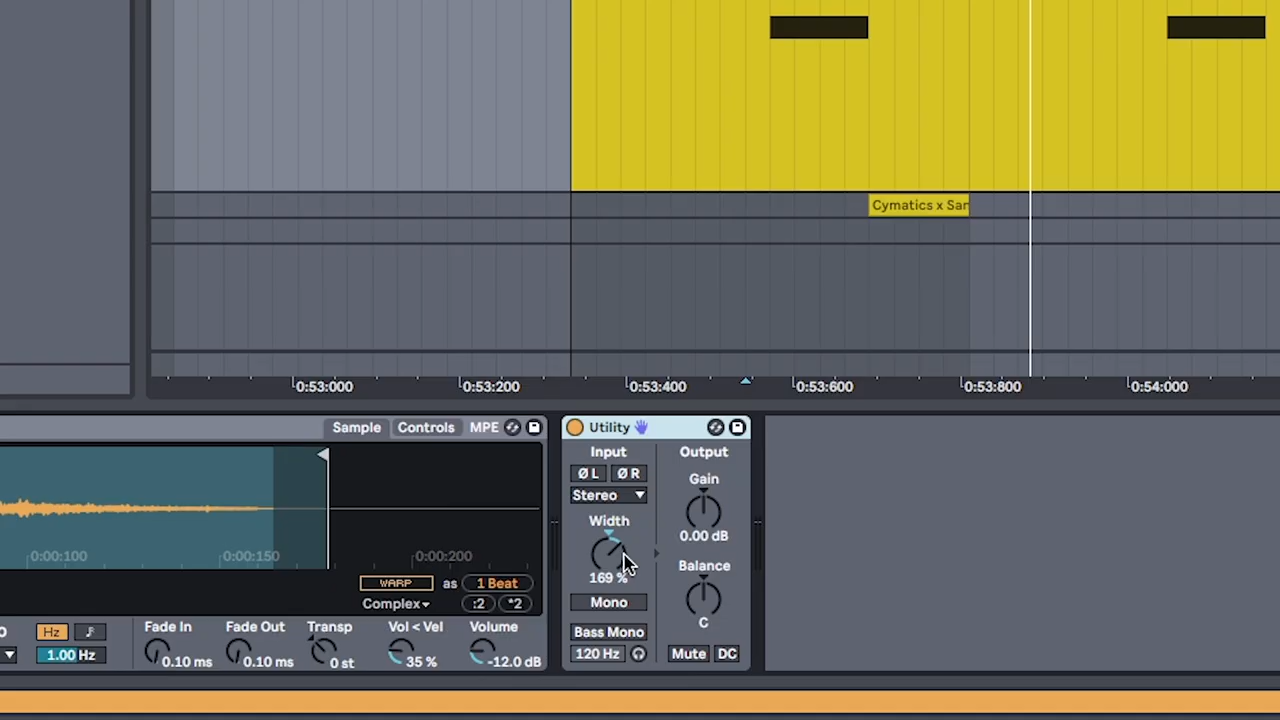 Cymatics x Sar
0:53:000 0:53:200 0:53:400 0:53:600 0:53:800 0:54:000
Sample Controls MPE
0:00:100 0:00:150 0:00:200
WARP as 1 Beat
Complex :2 *2
Hz
1.00 Hz
Fade In Fade Out Transp Vol < Vel Volume
0.10 ms 0.10 ms 0 st 35 % -12.0 dB
Utility
Input Output
Ø L Ø R
Stereo
Gain
0.00 dB
Width
169 %
Balance
C
Mono
Bass Mono
120 Hz
Mute DC